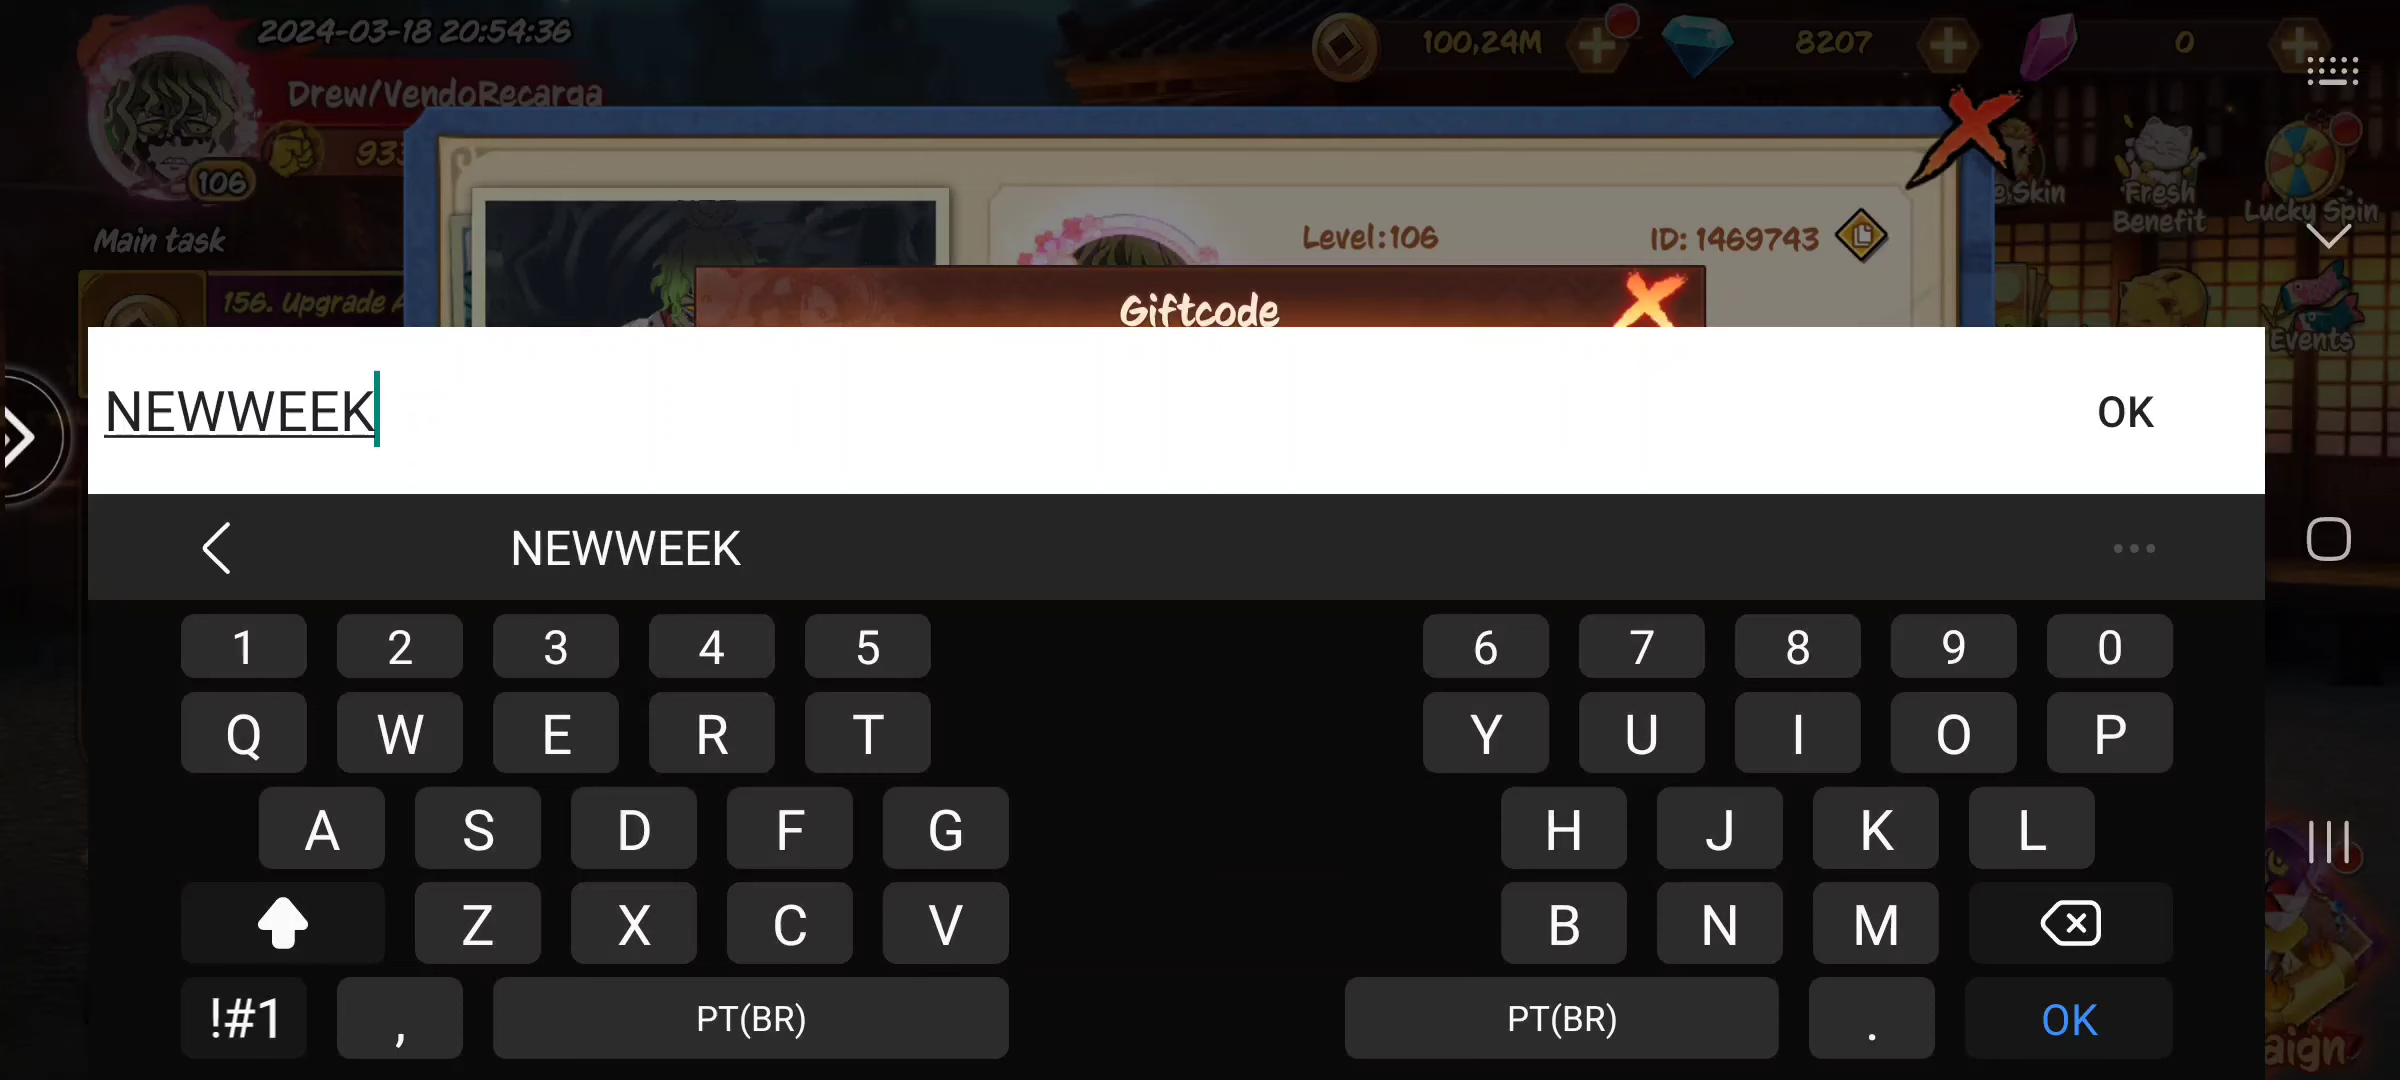 2024-03-18 20:54:36
100,24M
8207
0
Drew/VendoRecarga
933
106
Main task
156. Upgrade A
Level:106
ID: 1469743
Skin
Fresh
Benefit
Lucky Spin
Events
Giftcode
NEWWEEK
OK
NEWWEEK
1 2 3 4 5 6 7 8 9 0
Q W E R T Y U I O P
A S D F G H J K L
Z X C V B N M
!#1 , PT(BR) PT(BR) . OK
aign